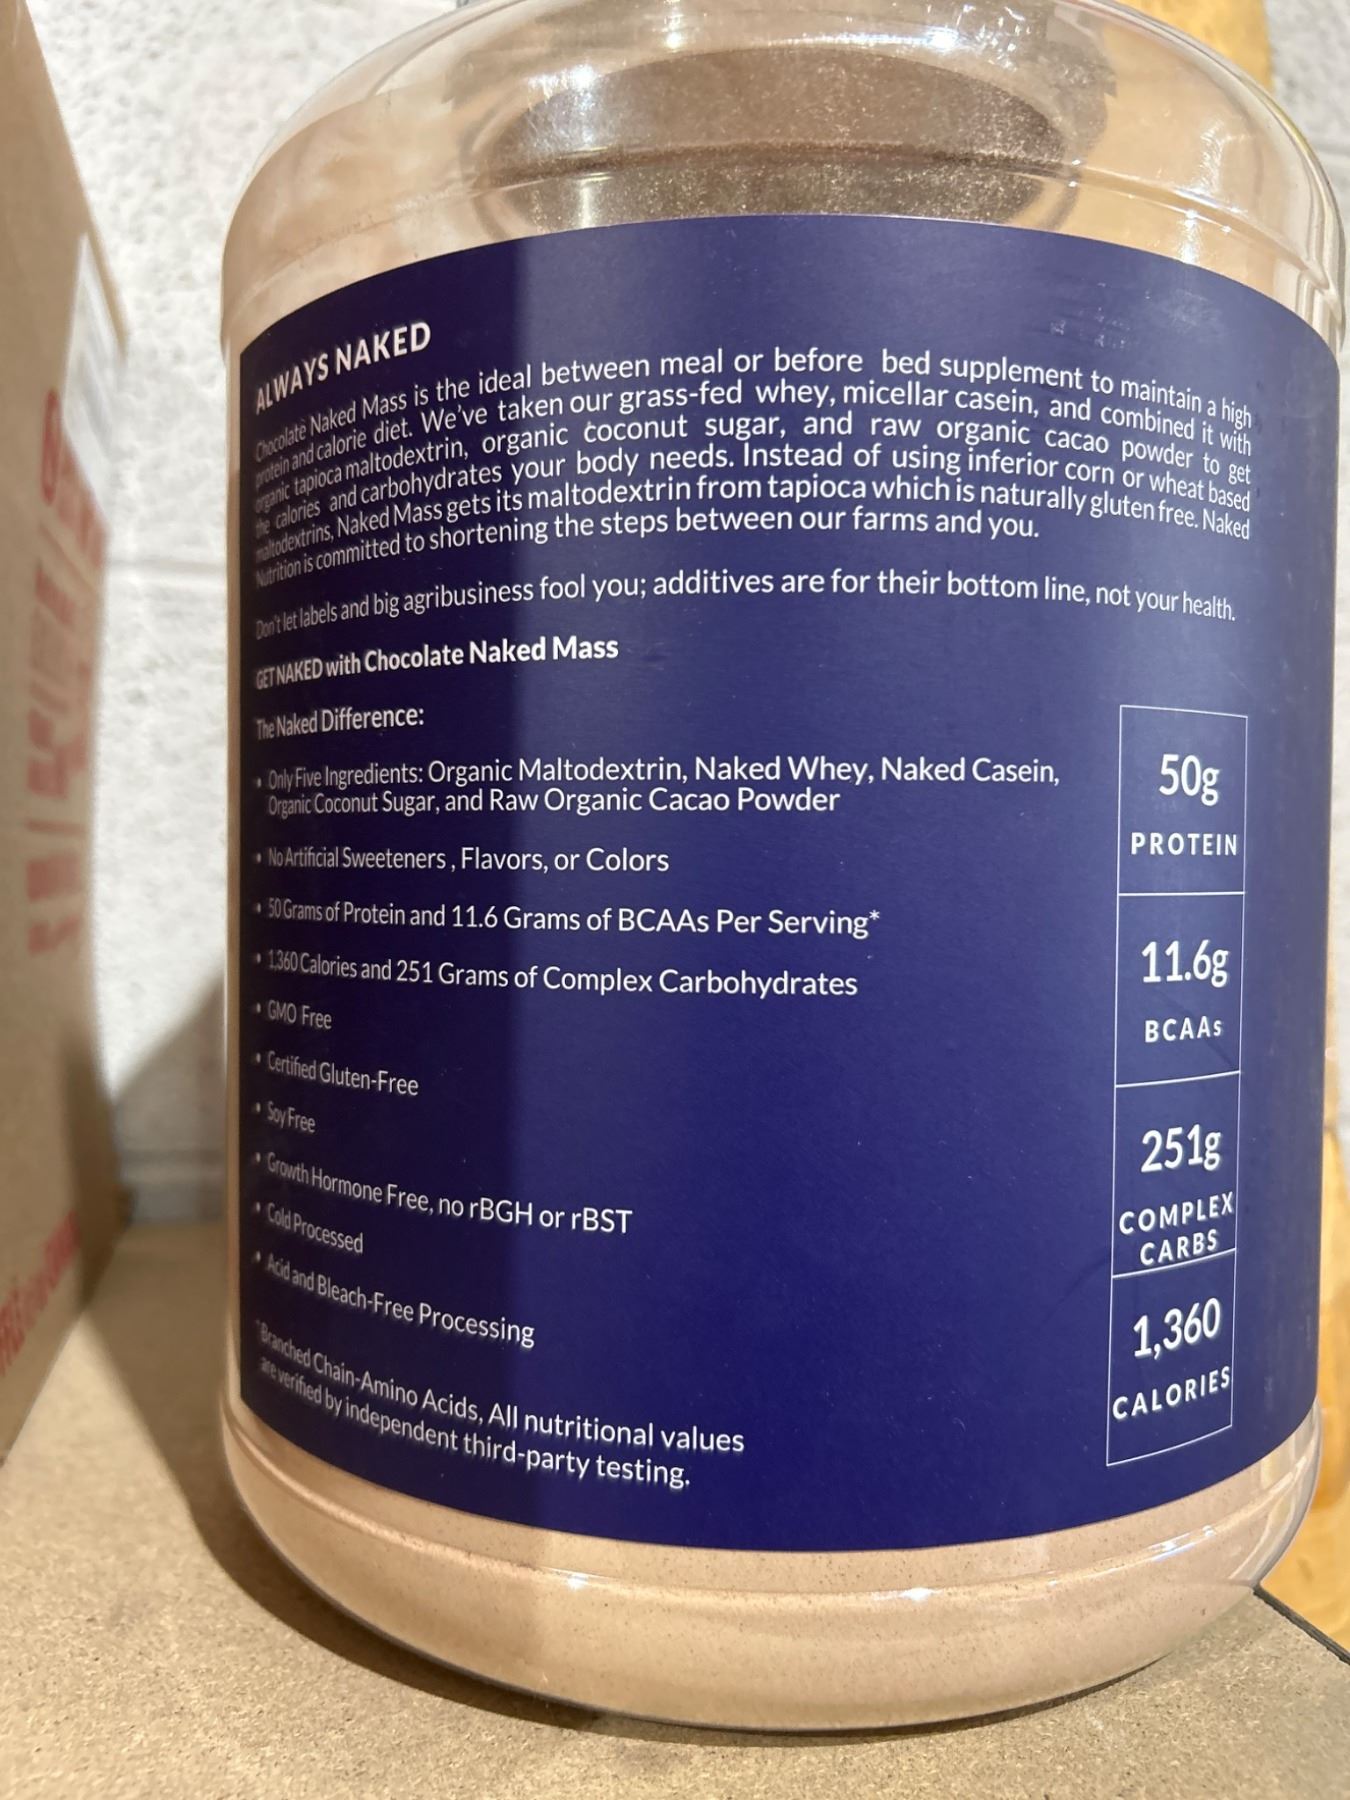 ALWAYS NAKED
Chocolate Naked Mass is the ideal between meal or before bed supplement to maintain a high
protein and calorie diet. We've taken our grass-fed whey, micellar casein, and combined it with
organic tapioca maltodextrin, organic coconut sugar, and raw organic cacao powder to get
the calories and carbohydrates your body needs. Instead of using inferior corn or wheat based
maltodextrins, Naked Mass gets its maltodextrin from tapioca which is naturally gluten free. Naked
Nutrition is committed to shortening the steps between our farms and you.
Don't let labels and big agribusiness fool you; additives are for their bottom line, not your health.
GET NAKED with Chocolate Naked Mass
The Naked Difference:
• Only Five Ingredients: Organic Maltodextrin, Naked Whey, Naked Casein,
Organic Coconut Sugar, and Raw Organic Cacao Powder
• No Artificial Sweeteners , Flavors, or Colors
• 50 Grams of Protein and 11.6 Grams of BCAAs Per Serving*
• 1,360 Calories and 251 Grams of Complex Carbohydrates
• GMO Free
• Certified Gluten-Free
• Soy Free
• Growth Hormone Free, no rBGH or rBST
• Cold Processed
• Acid and Bleach-Free Processing
*Branched Chain-Amino Acids, All nutritional values
are verified by independent third-party testing.
50g
PROTEIN
11.6g
BCAAs
251g
COMPLEX
CARBS
1,360
CALORIES